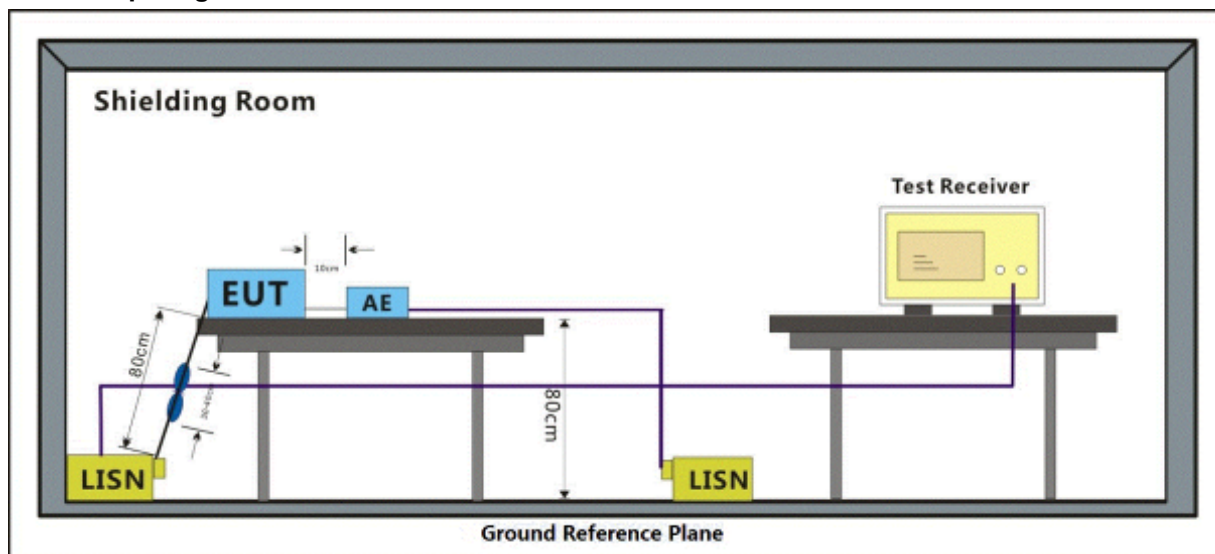 Shielding Room
Test Receiver
10cm
EUT
AE
80cm
80cm
LISN
LISN
Ground Reference Plane